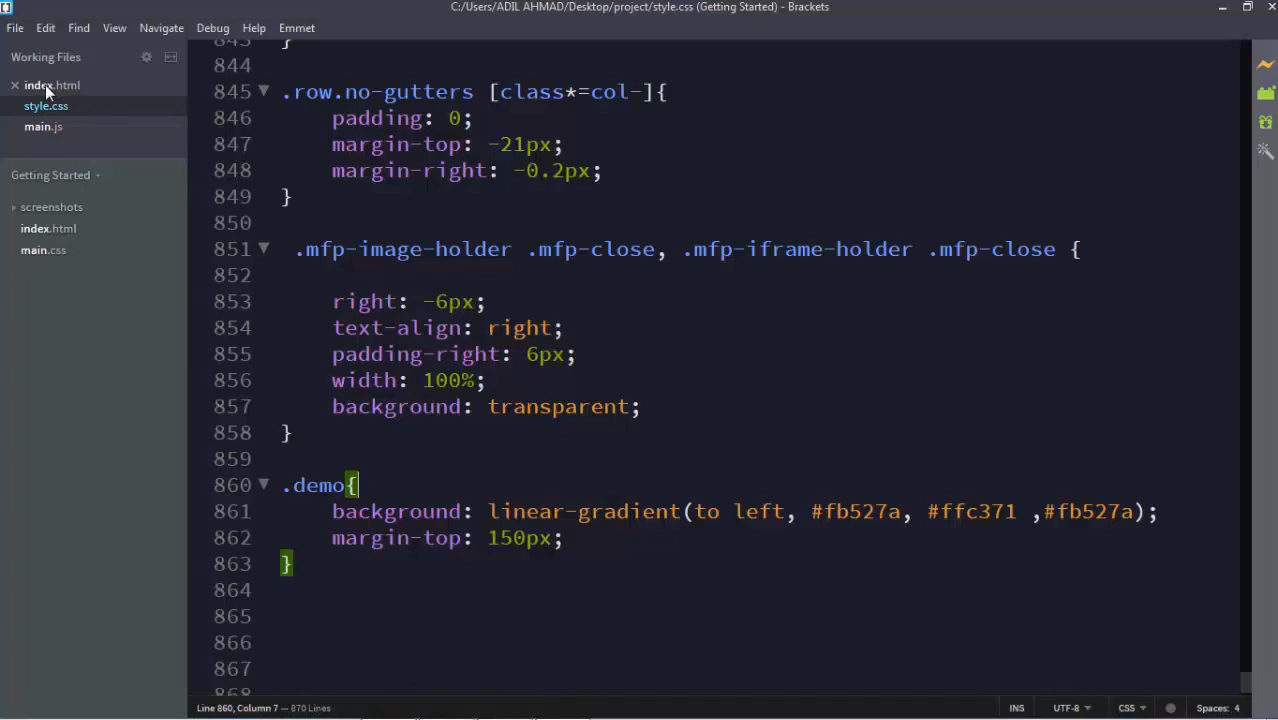 C:/Users/ADIL AHMAD/Desktop/project/style.css (Getting Started) - Brackets
File Edit Find View Navigate Debug Help Emmet
Working Files
index.html
style.css
main.js
Getting Started
screenshots
index.html
main.css
843 }
844
845 .row.no-gutters [class*=col-]{
846 padding: 0;
847 margin-top: -21px;
848 margin-right: -0.2px;
849 }
850
851 .mfp-image-holder .mfp-close, .mfp-iframe-holder .mfp-close {
852
853 right: -6px;
854 text-align: right;
855 padding-right: 6px;
856 width: 100%;
857 background: transparent;
858 }
859
860 .demo{
861 background: linear-gradient(to left, #fb527a, #ffc371 ,#fb527a);
862 margin-top: 150px;
863 }
864
865
866
867
868
Line 860, Column 7 — 870 Lines
INS UTF-8 CSS Spaces: 4